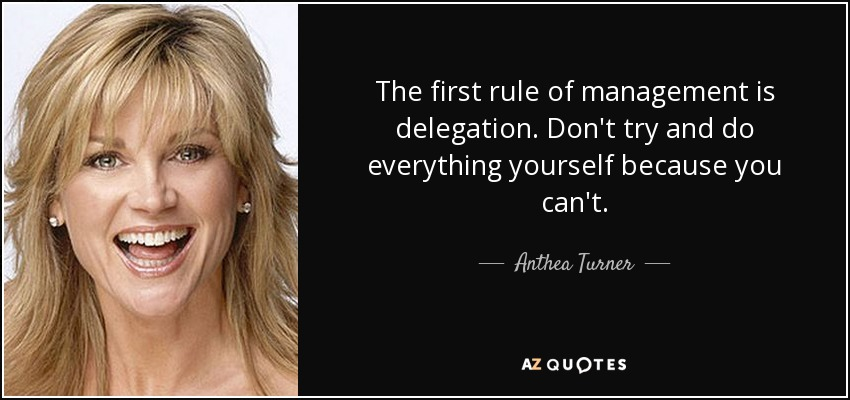 The first rule of management is
delegation. Don't try and do
everything yourself because you
can't.
Anthea Turner
AZ QUOTES